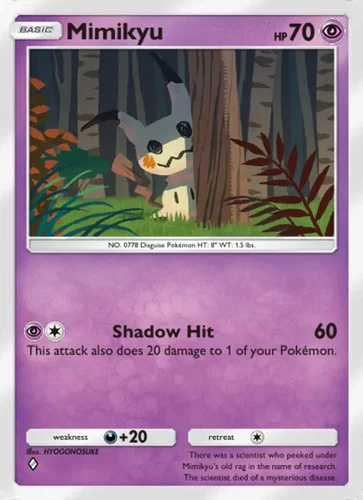 BASIC Mimikyu HP 70
NO. 0778 Disguise Pokémon HT: 8" WT: 1.5 lbs.
Shadow Hit 60
This attack also does 20 damage to 1 of your Pokémon.
weakness +20 retreat
Illus. HYOGONOSUKE
There was a scientist who peeked under
Mimikyu's old rag in the name of research.
The scientist died of a mysterious disease.